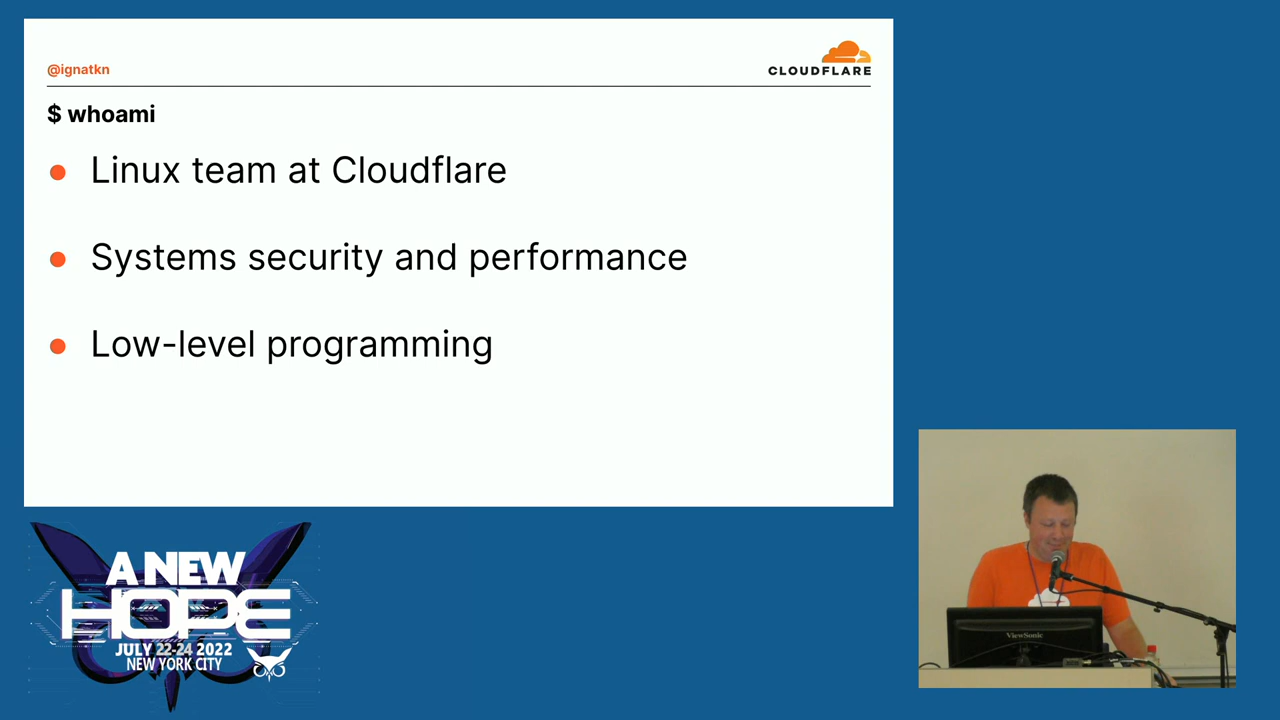 @ignatkn
CLOUDFLARE
$ whoami
Linux team at Cloudflare
Systems security and performance
Low-level programming
A NEW
HOPE
JULY 22-24 2022
NEW YORK CITY
ViewSonic